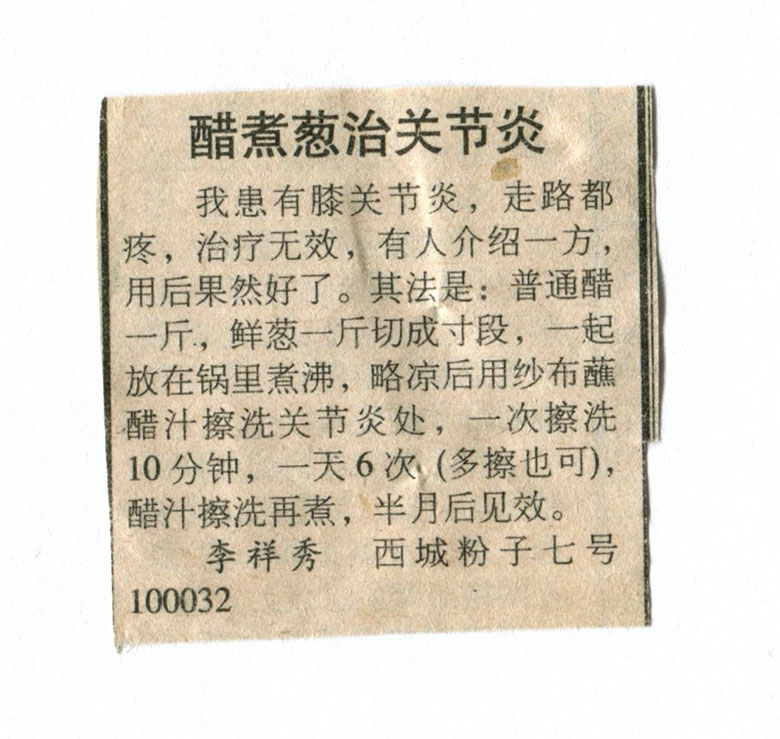 醋煮葱治关节炎
我患有膝关节炎，走路都
疼，治疗无效，有人介绍一方，
用后果然好了。其法是：普通醋
一斤，鲜葱一斤切成寸段，一起
放在锅里煮沸，略凉后用纱布蘸
醋汁擦洗关节炎处，一次擦洗
10分钟，一天6次 (多擦也可)，
醋汁擦洗再煮，半月后见效。
李祥秀　西城粉子七号
100032